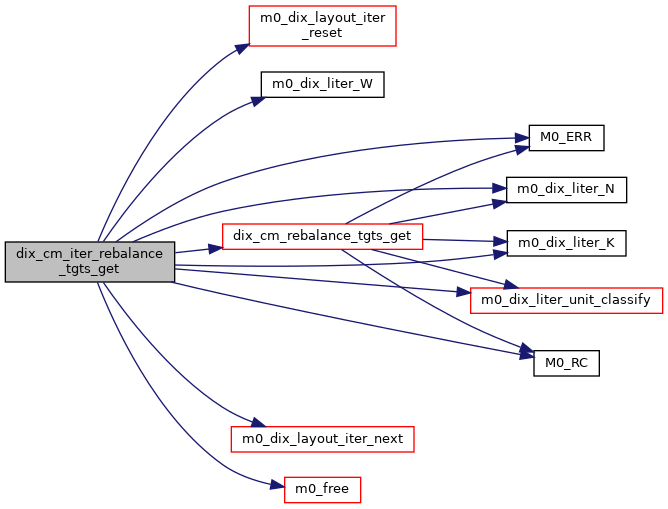 m0_dix_layout_iter
_reset
m0_dix_liter_W
M0_ERR
m0_dix_liter_N
dix_cm_rebalance_tgts_get
m0_dix_liter_K
dix_cm_iter_rebalance
_tgts_get
m0_dix_liter_unit_classify
M0_RC
m0_dix_layout_iter_next
m0_free